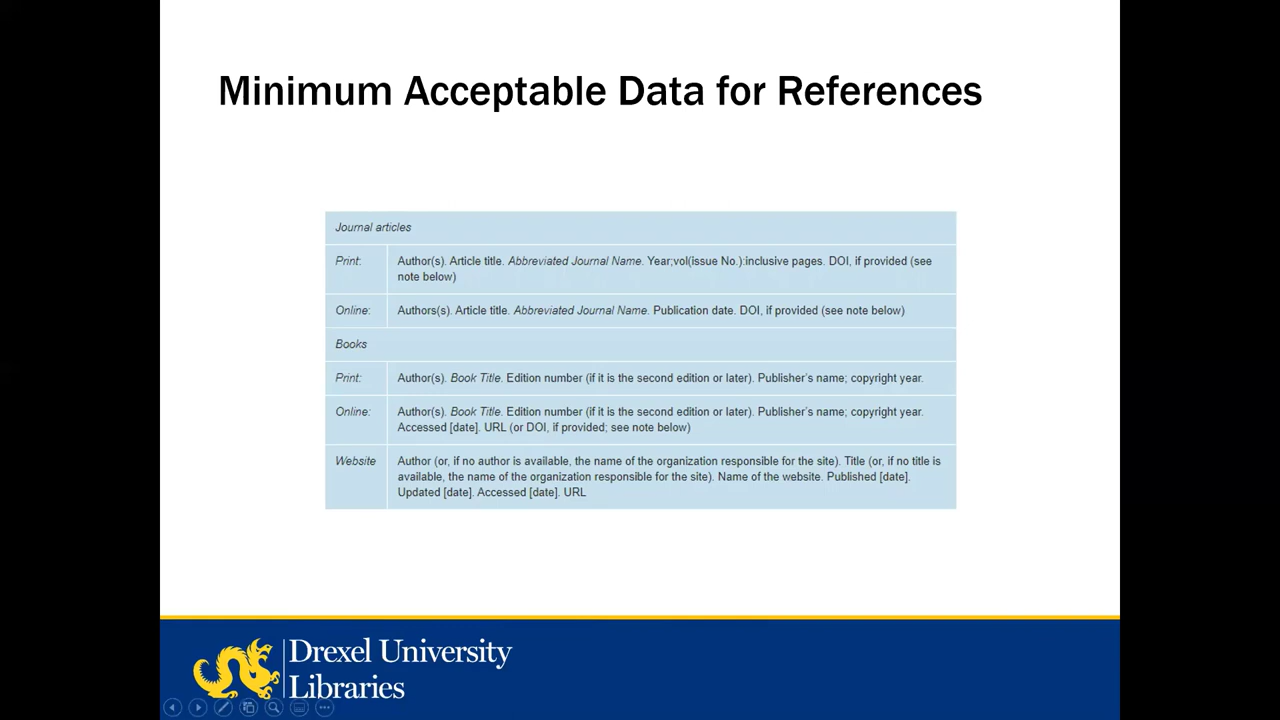 Minimum Acceptable Data for References
Journal articles
Print: Author(s). Article title. Abbreviated Journal Name. Year;vol(issue No.):inclusive pages. DOI, if provided (see
note below)
Online: Authors(s). Article title. Abbreviated Journal Name. Publication date. DOI, if provided (see note below)
Books
Print: Author(s). Book Title. Edition number (if it is the second edition or later). Publisher's name; copyright year.
Online: Author(s). Book Title. Edition number (if it is the second edition or later). Publisher's name; copyright year.
Accessed [date]. URL (or DOI, if provided; see note below)
Website Author (or, if no author is available, the name of the organization responsible for the site). Title (or, if no title is
available, the name of the organization responsible for the site). Name of the website. Published [date].
Updated [date]. Accessed [date]. URL
Drexel University
Libraries